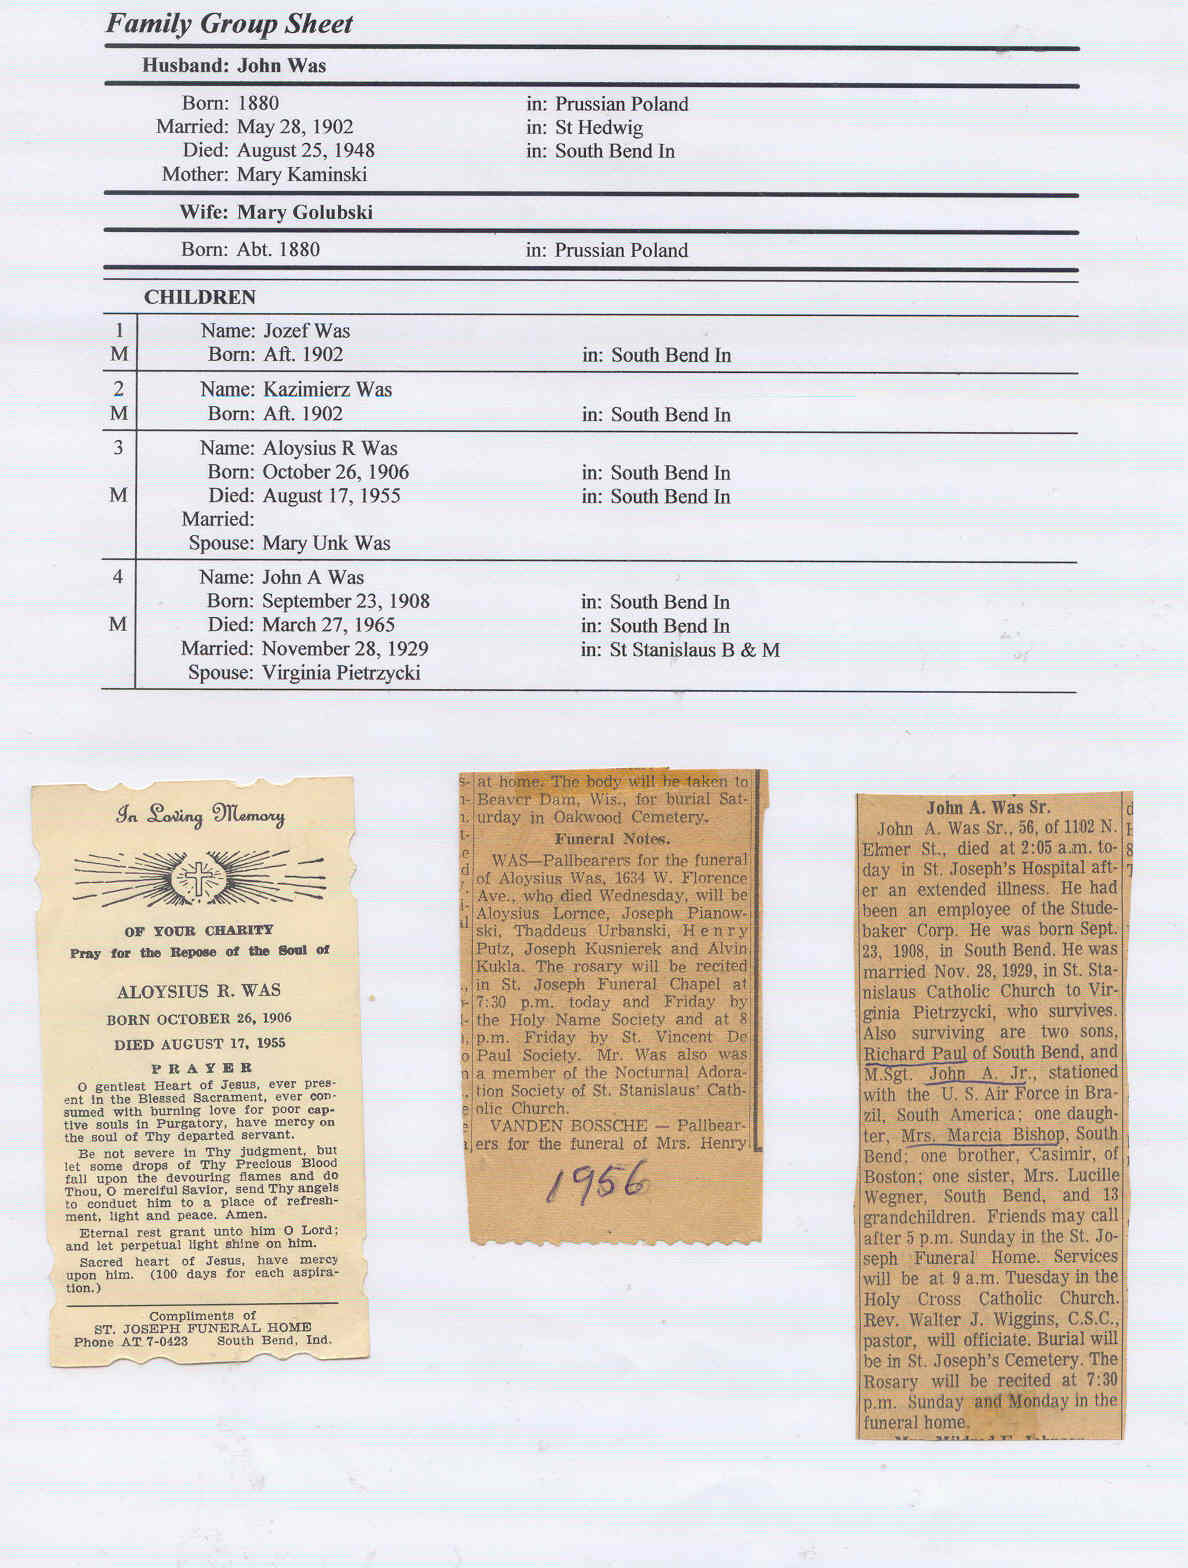 Family Group Sheet
Husband: John Was
Born: 1880 in: Prussian Poland
Married: May 28, 1902 in: St Hedwig
Died: August 25, 1948 in: South Bend In
Mother: Mary Kaminski
Wife: Mary Golubski
Born: Abt. 1880 in: Prussian Poland
CHILDREN
1 Name: Jozef Was
M Born: Aft. 1902 in: South Bend In
2 Name: Kazimierz Was
M Born: Aft. 1902 in: South Bend In
3 Name: Aloysius R Was
Born: October 26, 1906 in: South Bend In
M Died: August 17, 1955 in: South Bend In
Married:
Spouse: Mary Unk Was
4 Name: John A Was
Born: September 23, 1908 in: South Bend In
M Died: March 27, 1965 in: South Bend In
Married: November 28, 1929 in: St Stanislaus B & M
Spouse: Virginia Pietrzycki
In Loving Memory
OF YOUR CHARITY
Pray for the Repose of the Soul of
ALOYSIUS R. WAS
BORN OCTOBER 26, 1906
DIED AUGUST 17, 1955
PRAYER
O gentlest Heart of Jesus, ever pres-
ent in the Blessed Sacrament, ever con-
sumed with burning love for poor cap-
tive souls in Purgatory, have mercy on
the soul of Thy departed servant.
Be not severe in Thy judgment, but
let some drops of Thy Precious Blood
fall upon the devouring flames and do
Thou, O merciful Savior, send Thy angels
to conduct him to a place of refresh-
ment, light and peace. Amen.
Eternal rest grant unto him O Lord;
and let perpetual light shine on him.
Sacred heart of Jesus, have mercy
upon him. (100 days for each aspira-
tion.)
Compliments of
ST. JOSEPH FUNERAL HOME
Phone AT 7-0423 South Bend, Ind.
at home. The body will be taken to
Beaver Dam, Wis., for burial Sat-
urday in Oakwood Cemetery.
Funeral Notes.
WAS—Pallbearers for the funeral
of Aloysius Was, 1634 W. Florence
Ave., who died Wednesday, will be
Aloysius Lornce, Joseph Pianow-
ski, Thaddeus Urbanski, Henry
Putz, Joseph Kusnierek and Alvin
Kukla. The rosary will be recited
in St. Joseph Funeral Chapel at
7:30 p.m. today and Friday by
the Holy Name Society and at 8
p.m. Friday by St. Vincent De
Paul Society. Mr. Was also was
a member of the Nocturnal Adora-
tion Society of St. Stanislaus' Cath-
olic Church.
VANDEN BOSSCHE — Pallbear-
ers for the funeral of Mrs. Henry
1956
John A. Was Sr.
John A. Was Sr., 56, of 1102 N.
Elmer St., died at 2:05 a.m. to-
day in St. Joseph's Hospital aft-
er an extended illness. He had
been an employee of the Stude-
baker Corp. He was born Sept.
23, 1908, in South Bend. He was
married Nov. 28, 1929, in St. Sta-
nislaus Catholic Church to Vir-
ginia Pietrzycki, who survives.
Also surviving are two sons,
Richard Paul of South Bend, and
M.Sgt. John A. Jr., stationed
with the U. S. Air Force in Bra-
zil, South America; one daugh-
ter, Mrs. Marcia Bishop, South
Bend; one brother, Casimir, of
Boston; one sister, Mrs. Lucille
Wegner, South Bend, and 13
grandchildren. Friends may call
after 5 p.m. Sunday in the St. Jo-
seph Funeral Home. Services
will be at 9 a.m. Tuesday in the
Holy Cross Catholic Church.
Rev. Walter J. Wiggins, C.S.C.,
pastor, will officiate. Burial will
be in St. Joseph's Cemetery. The
Rosary will be recited at 7:30
p.m. Sunday and Monday in the
funeral home.